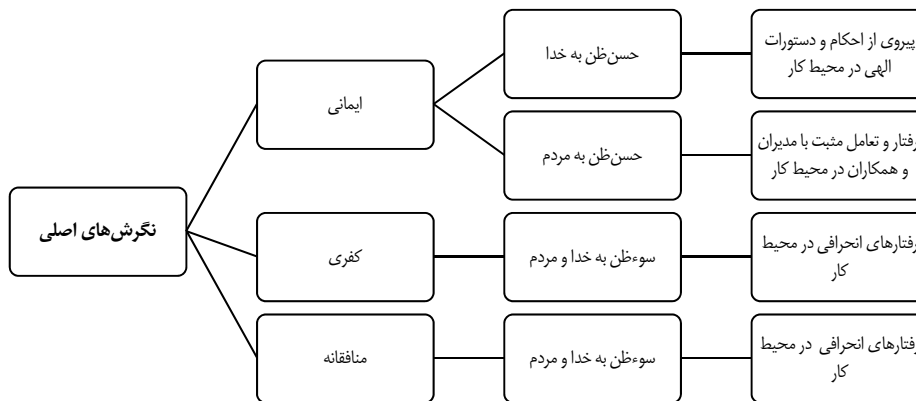 نگرش‌های اصلی
ایمانی
حسن‌ظن به خدا
پیروی از احکام و دستورات
الهی در محیط کار
حسن‌ظن به مردم
رفتار و تعامل مثبت با مدیران
و همکاران در محیط کار
کفری
سوءظن به خدا و مردم
رفتارهای انحرافی در محیط
کار
منافقانه
سوءظن به خدا و مردم
رفتارهای انحرافی در محیط
کار